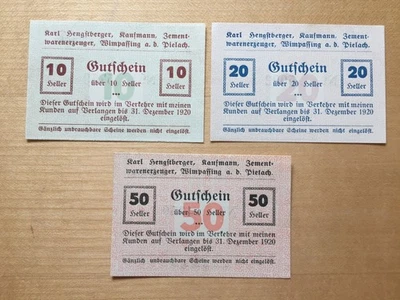 Karl Hengstberger, Kaufmann, Zement-
warenerzeuger, Wimpassing a. d. Pielach.
10
Heller
Gutschein
über 10 Heller
10
Heller
Dieser Gutschein wird im Verkehre mit meinen
Kunden auf Verlangen bis 31. Dezember 1920
eingelöst.
Gänzlich unbrauchbare Scheine werden nicht eingelöst.
Karl Hengstberger, Kaufmann, Zement-
warenerzeuger, Wimpassing a. d. Pielach.
20
Heller
Gutschein
über 20 Heller
20
Heller
20
Dieser Gutschein wird im Verkehre mit meinen
Kunden auf Verlangen bis 31. Dezember 1920
eingelöst.
Gänzlich unbrauchbare Scheine werden nicht eingelöst.
Karl Hengstberger, Kaufmann, Zement-
warenerzeuger, Wimpassing a. d. Pielach.
50
Heller
Gutschein
über 50 Heller
50
Heller
50
Dieser Gutschein wird im Verkehre mit meinen
Kunden auf Verlangen bis 31. Dezember 1920
eingelöst.
Gänzlich unbrauchbare Scheine werden nicht eingelöst.